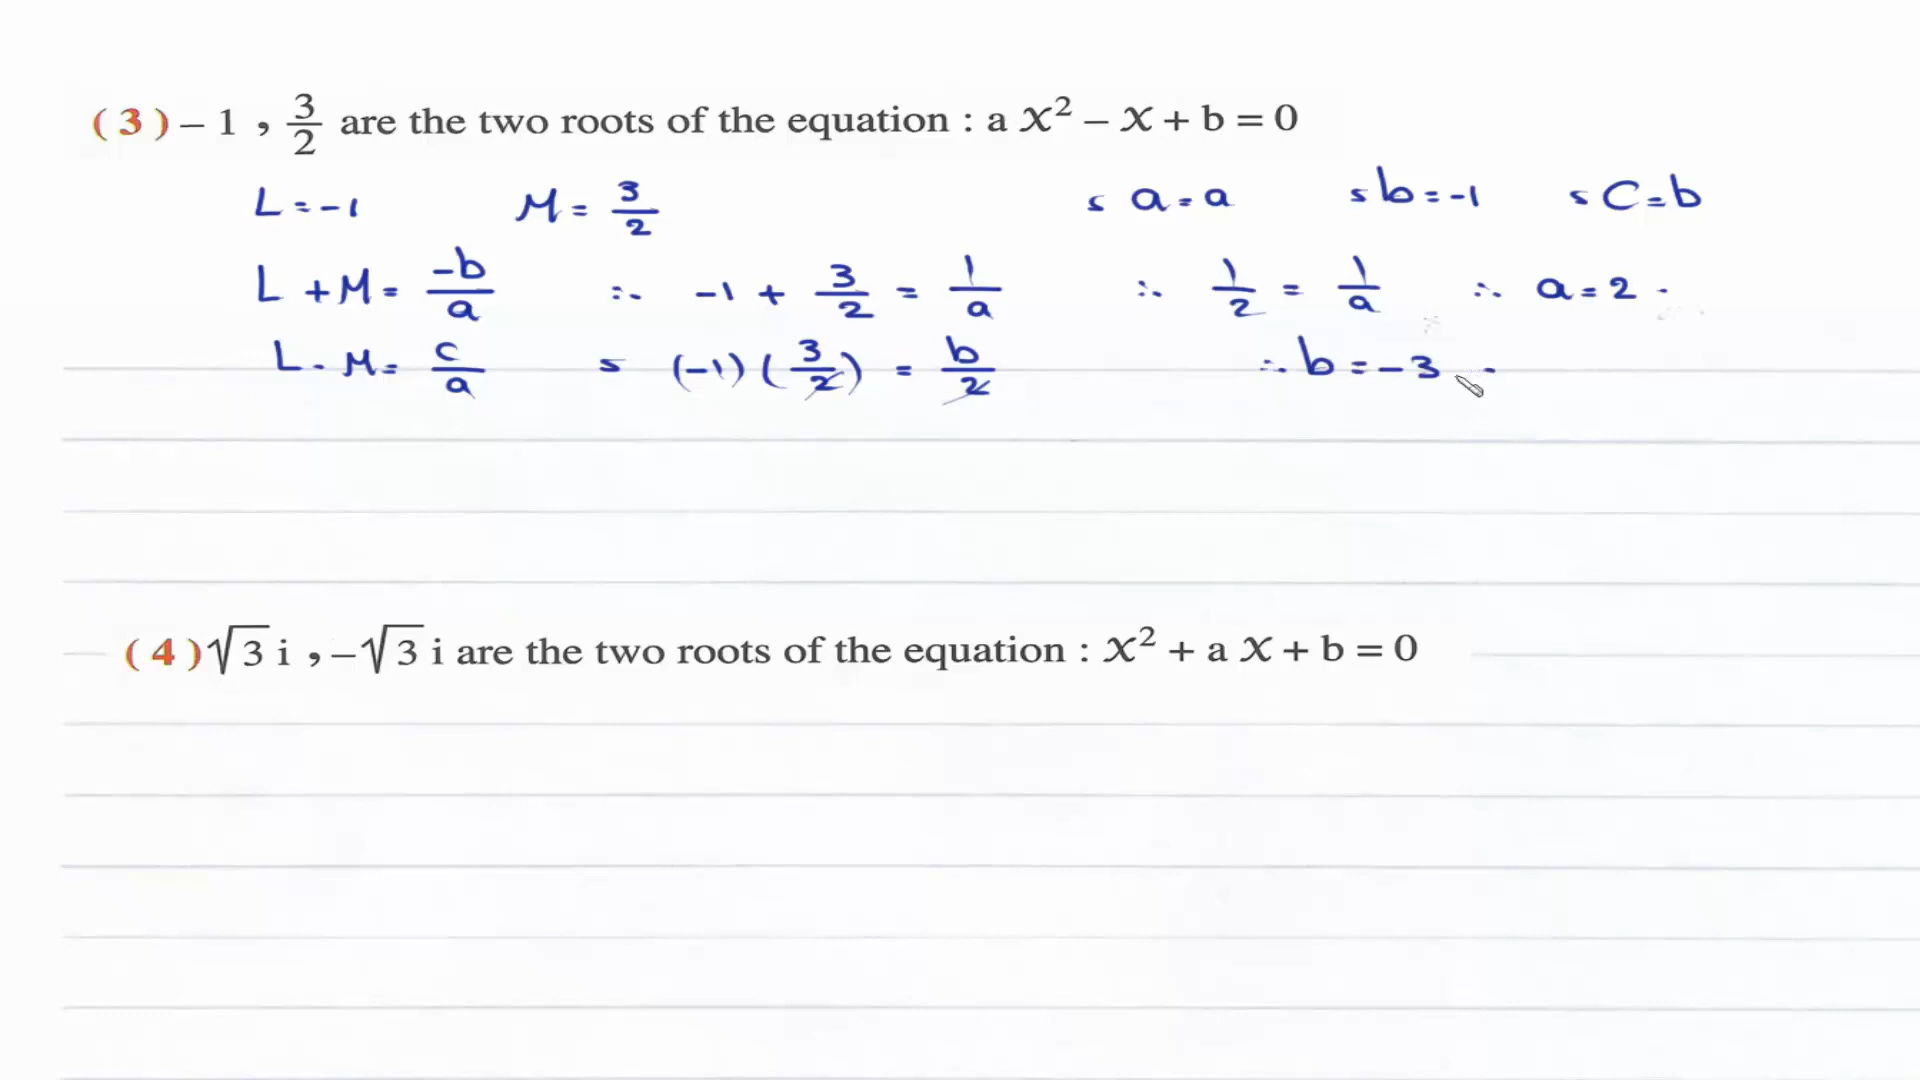 (3) – 1 , 3/2 are the two roots of the equation : a x² – x + b = 0
L = -1   M = 3/2   , a = a   , b = -1   , C = b
L + M = -b/a   ∴ -1 + 3/2 = 1/a   ∴ 1/2 = 1/a   ∴ a = 2 .
L . M = c/a   , (-1) (3/2) = b/2   ∴ b = -3 .
(4) √3 i , –√3 i are the two roots of the equation : x² + a x + b = 0